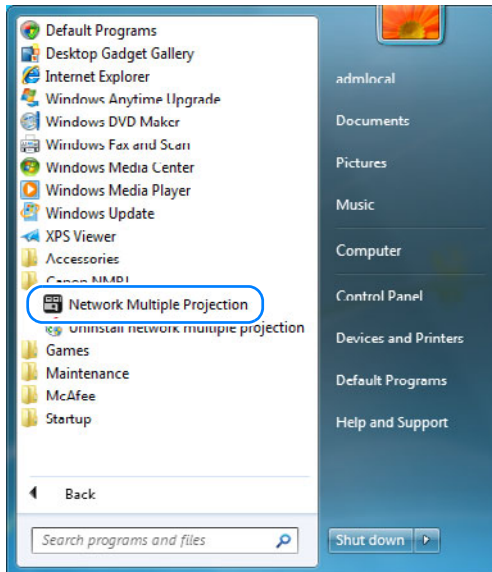 Default Programs
Desktop Gadget Gallery
Internet Explorer
Windows Anytime Upgrade
Windows DVD Maker
Windows Fax and Scan
Windows Media Center
Windows Media Player
Windows Update
XPS Viewer
Accessories
Canon NMPJ
Network Multiple Projection
Uninstall network multiple projection
Games
Maintenance
McAfee
Startup
Back
Search programs and files
admlocal
Documents
Pictures
Music
Computer
Control Panel
Devices and Printers
Default Programs
Help and Support
Shut down